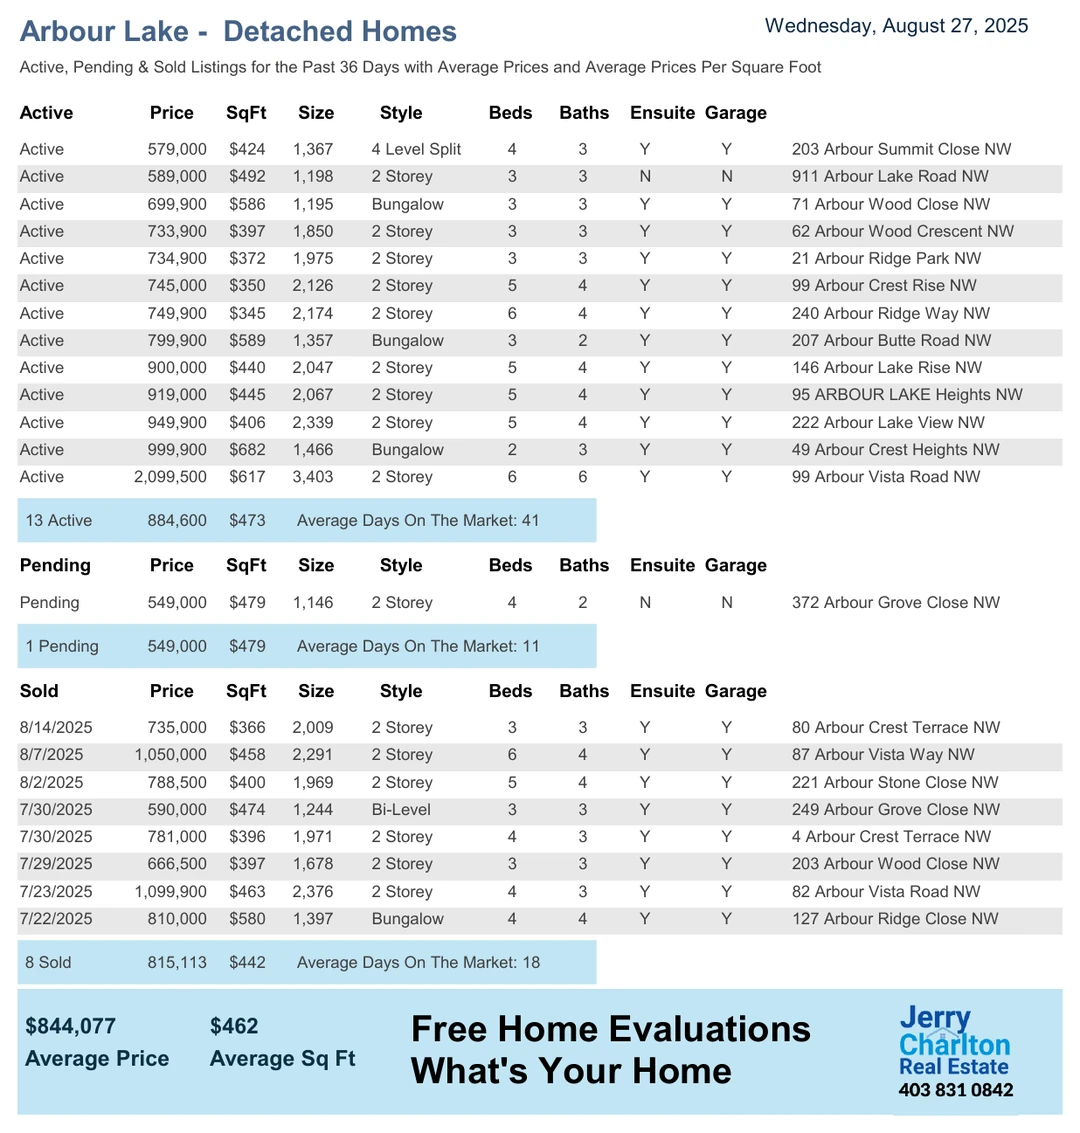 Arbour Lake - Detached Homes
Wednesday, August 27, 2025
Active, Pending & Sold Listings for the Past 36 Days with Average Prices and Average Prices Per Square Foot
Active Price SqFt Size Style Beds Baths Ensuite Garage
Active 579,000 $424 1,367 4 Level Split 4 3 Y Y 203 Arbour Summit Close NW
Active 589,000 $492 1,198 2 Storey 3 3 N N 911 Arbour Lake Road NW
Active 699,900 $586 1,195 Bungalow 3 3 Y Y 71 Arbour Wood Close NW
Active 733,900 $397 1,850 2 Storey 3 3 Y Y 62 Arbour Wood Crescent NW
Active 734,900 $372 1,975 2 Storey 3 3 Y Y 21 Arbour Ridge Park NW
Active 745,000 $350 2,126 2 Storey 5 4 Y Y 99 Arbour Crest Rise NW
Active 749,900 $345 2,174 2 Storey 6 4 Y Y 240 Arbour Ridge Way NW
Active 799,900 $589 1,357 Bungalow 3 2 Y Y 207 Arbour Butte Road NW
Active 900,000 $440 2,047 2 Storey 5 4 Y Y 146 Arbour Lake Rise NW
Active 919,000 $445 2,067 2 Storey 5 4 Y Y 95 ARBOUR LAKE Heights NW
Active 949,900 $406 2,339 2 Storey 5 4 Y Y 222 Arbour Lake View NW
Active 999,900 $682 1,466 Bungalow 2 3 Y Y 49 Arbour Crest Heights NW
Active 2,099,500 $617 3,403 2 Storey 6 6 Y Y 99 Arbour Vista Road NW
13 Active 884,600 $473 Average Days On The Market: 41
Pending Price SqFt Size Style Beds Baths Ensuite Garage
Pending 549,000 $479 1,146 2 Storey 4 2 N N 372 Arbour Grove Close NW
1 Pending 549,000 $479 Average Days On The Market: 11
Sold Price SqFt Size Style Beds Baths Ensuite Garage
8/14/2025 735,000 $366 2,009 2 Storey 3 3 Y Y 80 Arbour Crest Terrace NW
8/7/2025 1,050,000 $458 2,291 2 Storey 6 4 Y Y 87 Arbour Vista Way NW
8/2/2025 788,500 $400 1,969 2 Storey 5 4 Y Y 221 Arbour Stone Close NW
7/30/2025 590,000 $474 1,244 Bi-Level 3 3 Y Y 249 Arbour Grove Close NW
7/30/2025 781,000 $396 1,971 2 Storey 4 3 Y Y 4 Arbour Crest Terrace NW
7/29/2025 666,500 $397 1,678 2 Storey 3 3 Y Y 203 Arbour Wood Close NW
7/23/2025 1,099,900 $463 2,376 2 Storey 4 3 Y Y 82 Arbour Vista Road NW
7/22/2025 810,000 $580 1,397 Bungalow 4 4 Y Y 127 Arbour Ridge Close NW
8 Sold 815,113 $442 Average Days On The Market: 18
$844,077 $462
Average Price Average Sq Ft
Free Home Evaluations
What's Your Home
Jerry
Charlton
Real Estate
403 831 0842